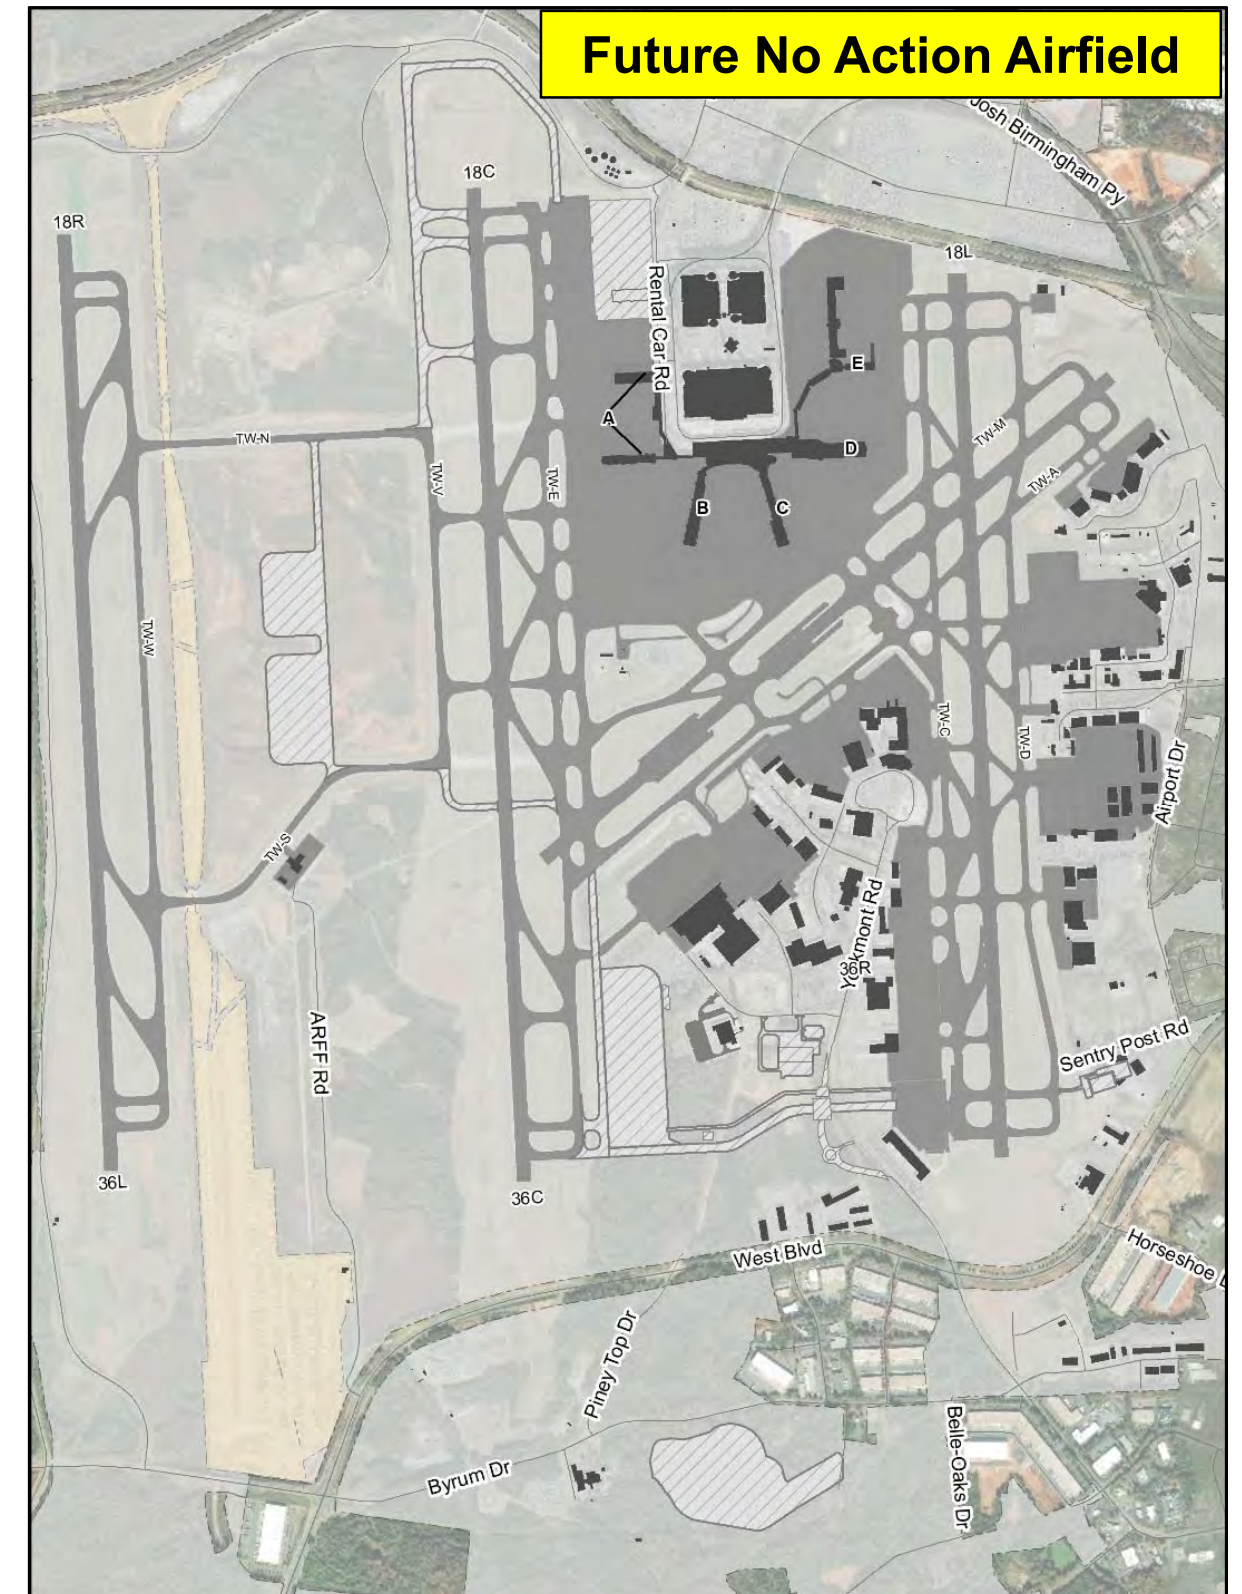 Future No Action Airfield
Josh Birmingham Py
18C
18R
18L
Rental Car Rd
E
A
TW-M
TW-N
D
TW-V
TW-E
TW-A
B
C
TW-W
TW-C
TW-D
Airport Dr
TW-S
Yorkmont Rd
36R
ARFF Rd
Sentry Post Rd
36L
36C
West Blvd
Horseshoe
Piney Top Dr
Belle-Oaks Dr
Byrum Dr